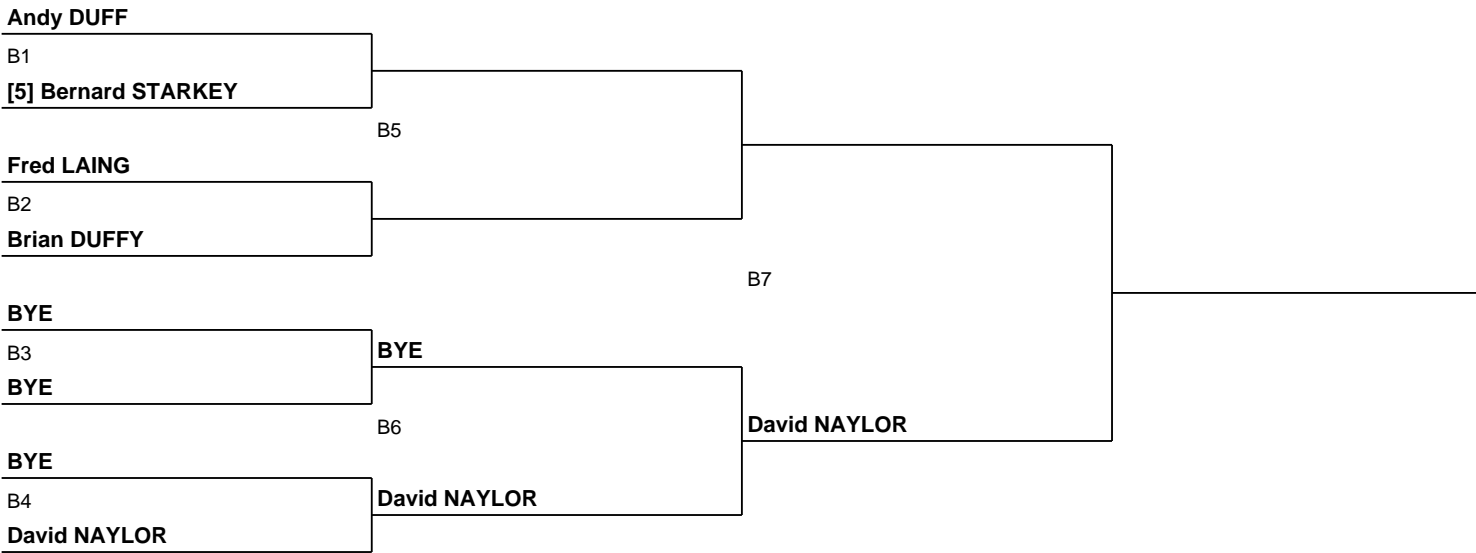 Andy DUFF
B1
[5] Bernard STARKEY
B5
Fred LAING
B2
Brian DUFFY
B7
BYE
B3
BYE
BYE
B6
David NAYLOR
BYE
B4
David NAYLOR
David NAYLOR